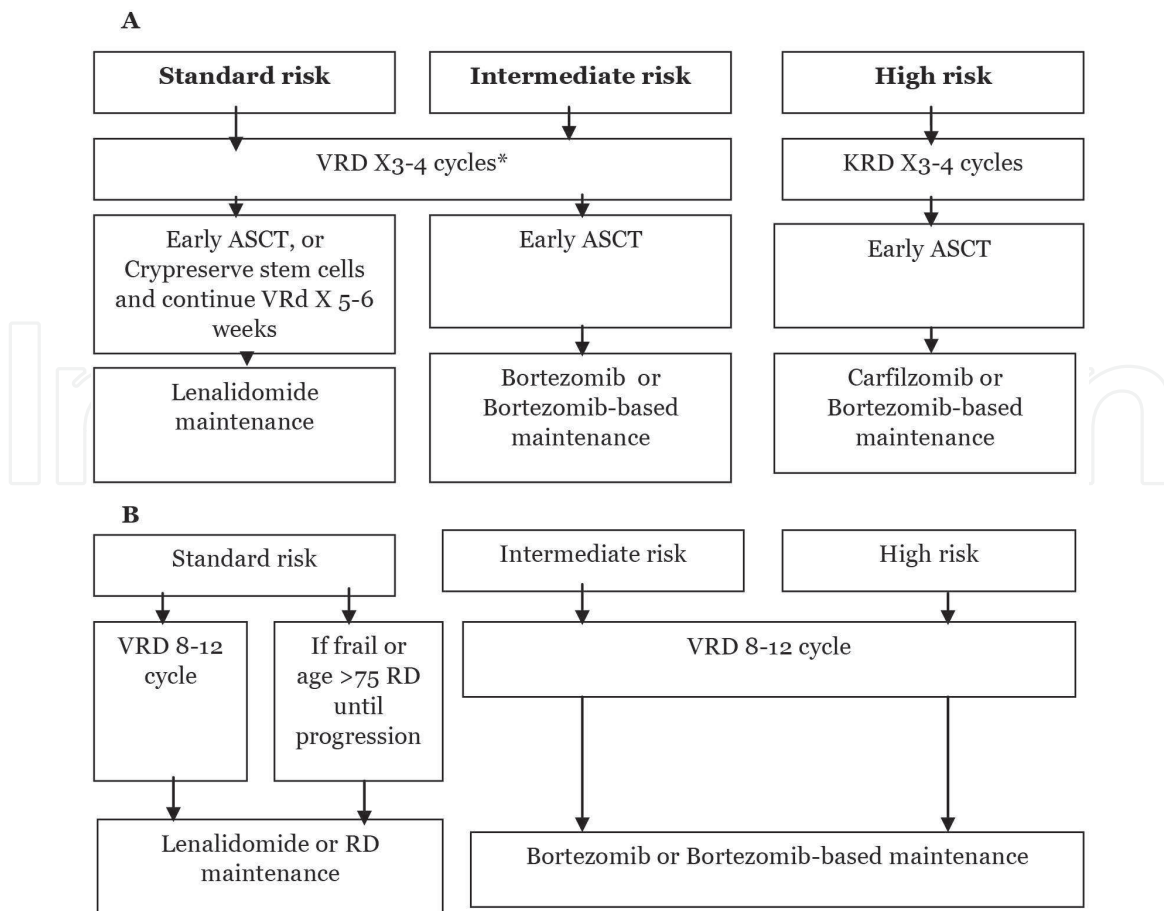 A
Standard risk
Intermediate risk
High risk
VRD X3-4 cycles*
KRD X3-4 cycles
Early ASCT, or
Crypreserve stem cells
and continue VRd X 5-6
weeks
Early ASCT
Early ASCT
Lenalidomide
maintenance
Bortezomib or
Bortezomib-based
maintenance
Carfilzomib or
Bortezomib-based
maintenance
B
Standard risk
Intermediate risk
High risk
VRD 8-12
cycle
If frail or
age >75 RD
until
progression
VRD 8-12 cycle
Lenalidomide or RD
maintenance
Bortezomib or Bortezomib-based maintenance